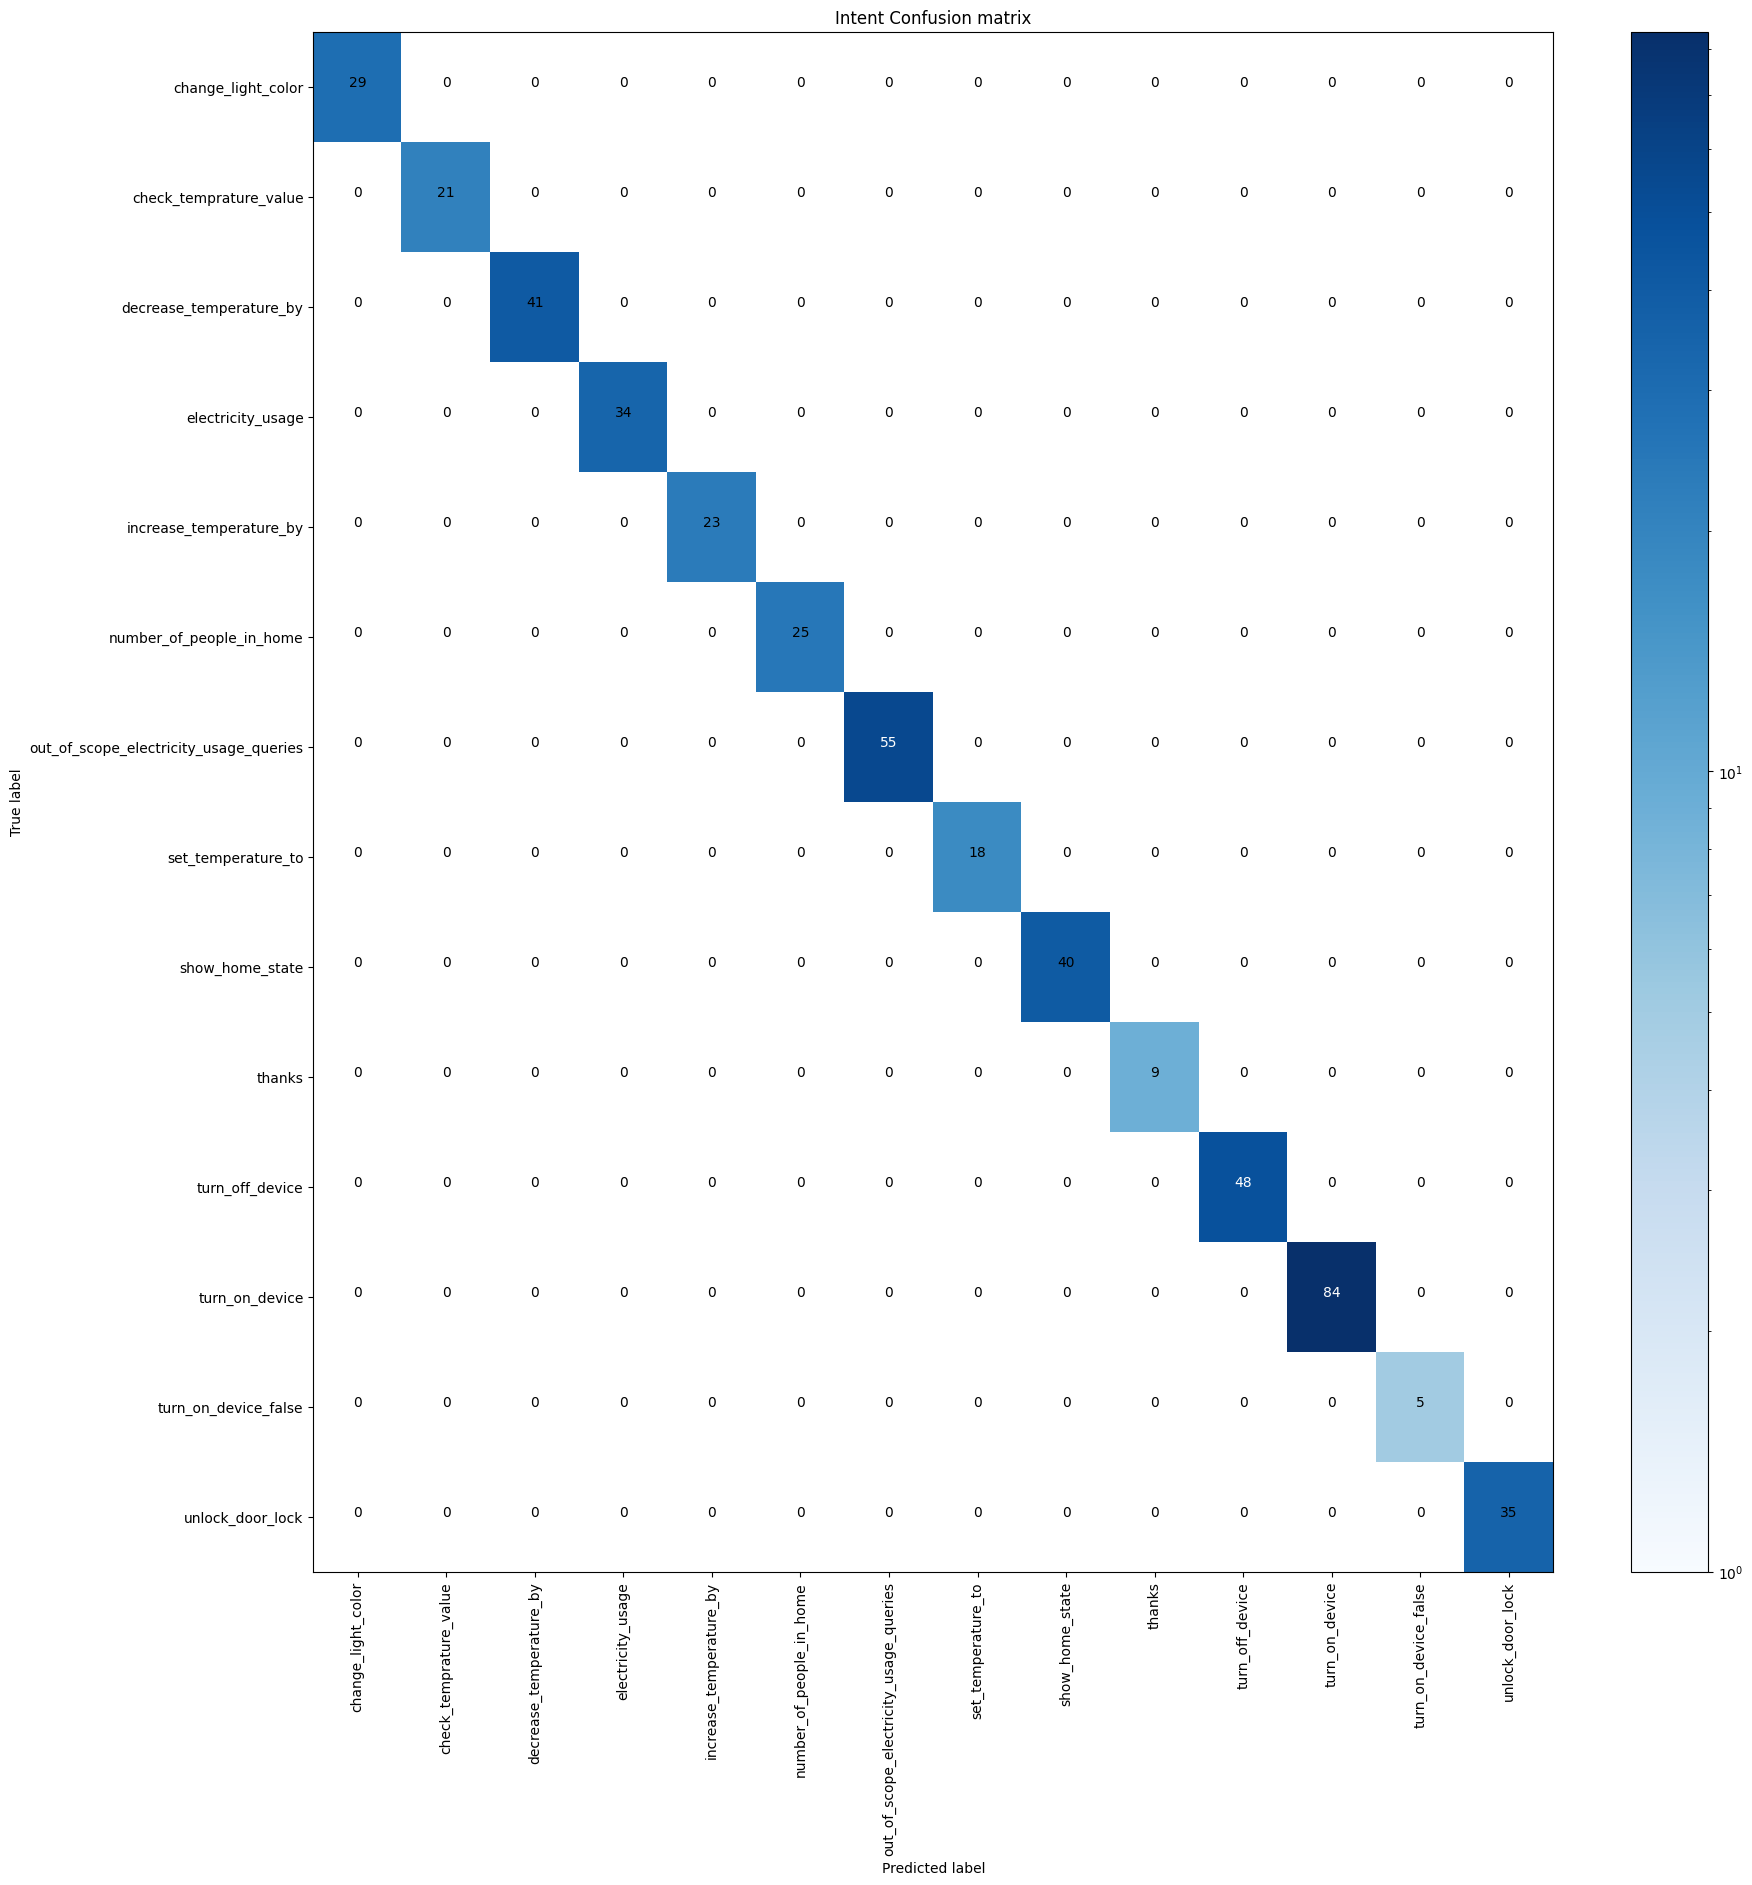 Intent Confusion matrix
change_light_color 29 0 0 0 0 0 0 0 0 0 0 0 0 0
check_temprature_value 0 21 0 0 0 0 0 0 0 0 0 0 0 0
decrease_temperature_by 0 0 41 0 0 0 0 0 0 0 0 0 0 0
electricity_usage 0 0 0 34 0 0 0 0 0 0 0 0 0 0
increase_temperature_by 0 0 0 0 23 0 0 0 0 0 0 0 0 0
number_of_people_in_home 0 0 0 0 0 25 0 0 0 0 0 0 0 0
out_of_scope_electricity_usage_queries 0 0 0 0 0 0 55 0 0 0 0 0 0 0
set_temperature_to 0 0 0 0 0 0 0 18 0 0 0 0 0 0
show_home_state 0 0 0 0 0 0 0 0 40 0 0 0 0 0
thanks 0 0 0 0 0 0 0 0 0 9 0 0 0 0
turn_off_device 0 0 0 0 0 0 0 0 0 0 48 0 0 0
turn_on_device 0 0 0 0 0 0 0 0 0 0 0 84 0 0
turn_on_device_false 0 0 0 0 0 0 0 0 0 0 0 0 5 0
unlock_door_lock 0 0 0 0 0 0 0 0 0 0 0 0 0 35
True label
change_light_color
check_temprature_value
decrease_temperature_by
electricity_usage
increase_temperature_by
number_of_people_in_home
out_of_scope_electricity_usage_queries
set_temperature_to
show_home_state
thanks
turn_off_device
turn_on_device
turn_on_device_false
unlock_door_lock
Predicted label
10¹
10⁰